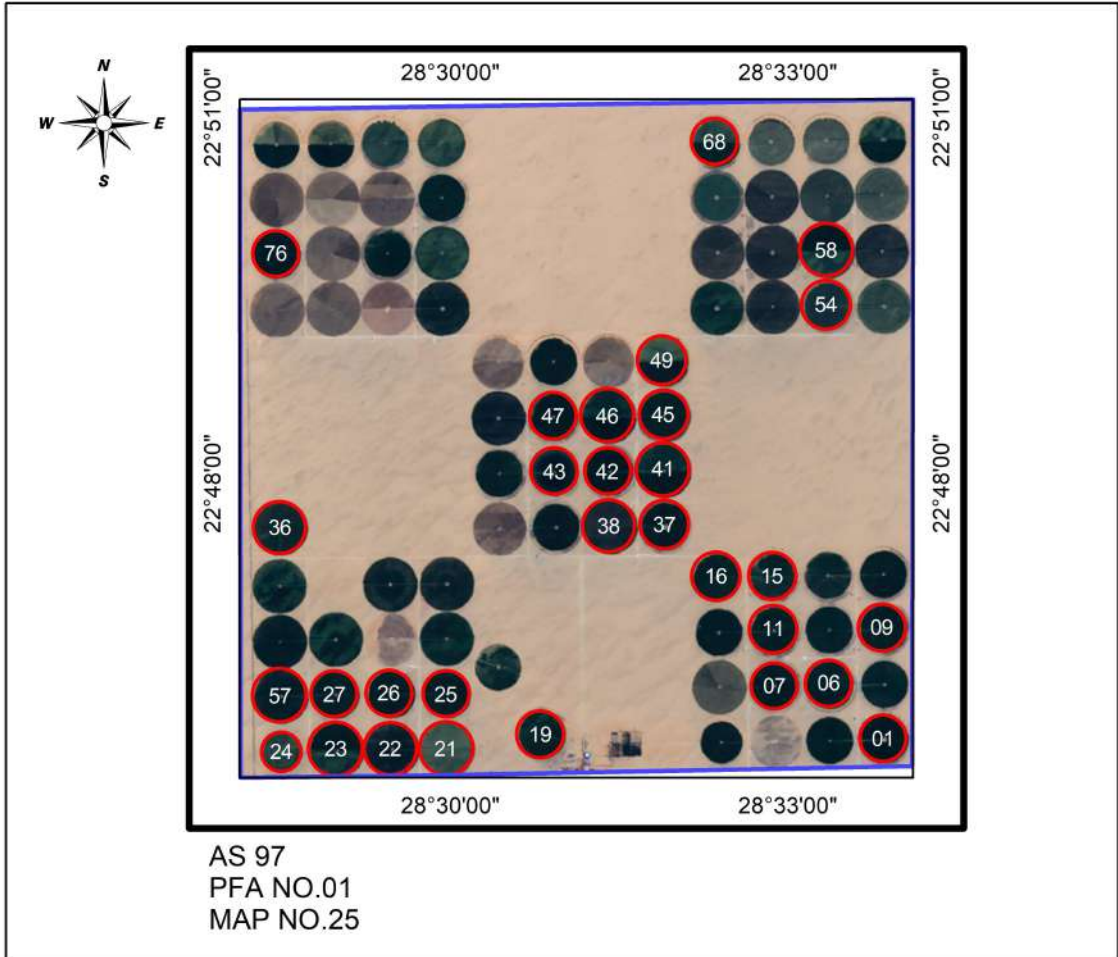 N
W E
S
28°30'00" 28°33'00"
22°51'00" 22°51'00"
68
76 58
54
49
47 46 45
43 42 41
22°48'00" 22°48'00"
36 38 37
16 15
11 09
57 27 26 25 07 06
24 23 22 21 19 01
28°30'00" 28°33'00"
AS 97
PFA NO.01
MAP NO.25